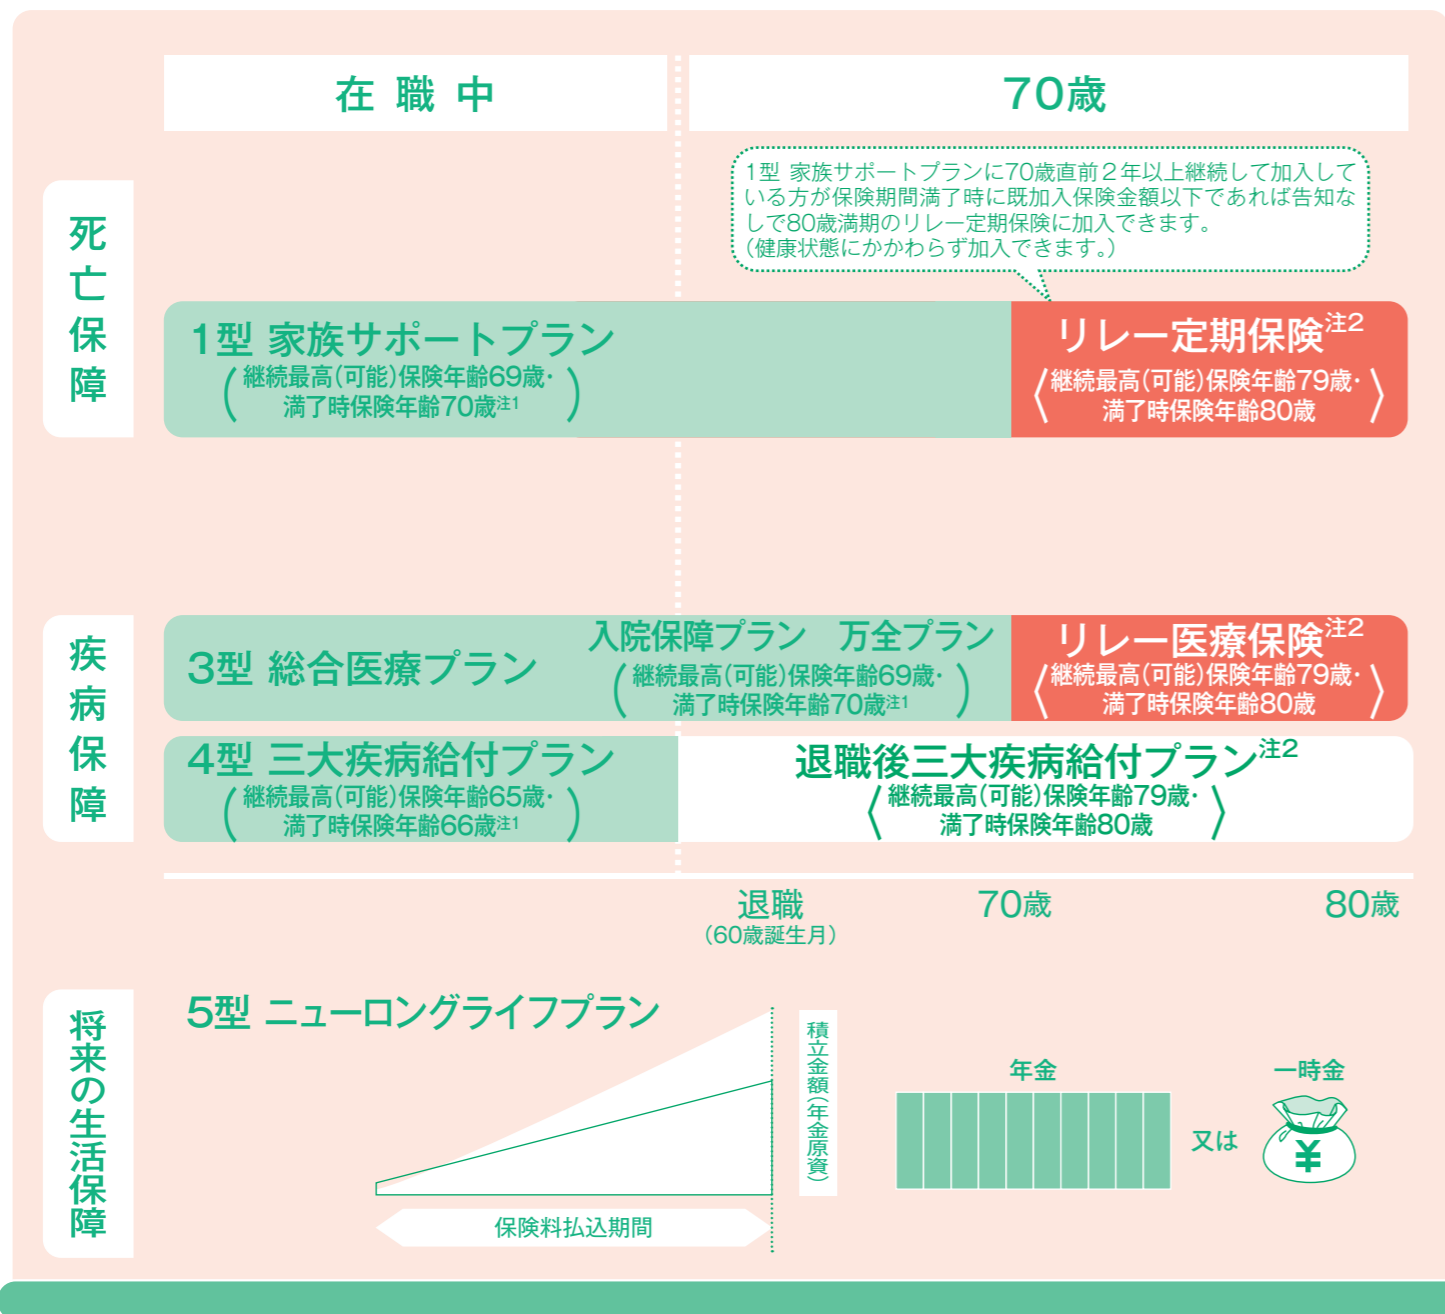 在職中
70歳
1型 家族サポートプランに70歳直前2年以上継続して加入して
いる方が保険期間満了時に既加入保険金額以下であれば告知な
しで80歳満期のリレー定期保険に加入できます。
（健康状態にかかわらず加入できます。）
死亡保障
1型 家族サポートプラン
（継続最高（可能）保険年齢69歳・
満了時保険年齢70歳注1）
リレー定期保険注2
〈継続最高（可能）保険年齢79歳・
満了時保険年齢80歳〉
疾病保障
3型 総合医療プラン
入院保障プラン　万全プラン
（継続最高（可能）保険年齢69歳・
満了時保険年齢70歳注1）
リレー医療保険注2
〈継続最高（可能）保険年齢79歳・
満了時保険年齢80歳〉
4型 三大疾病給付プラン
（継続最高（可能）保険年齢65歳・
満了時保険年齢66歳注1）
退職後三大疾病給付プラン注2
〈継続最高（可能）保険年齢79歳・
満了時保険年齢80歳〉
退職
（60歳誕生月）
70歳
80歳
将来の生活保障
5型 ニューロングライフプラン
積立金額（年金原資）
年金
又は
一時金
¥
保険料払込期間